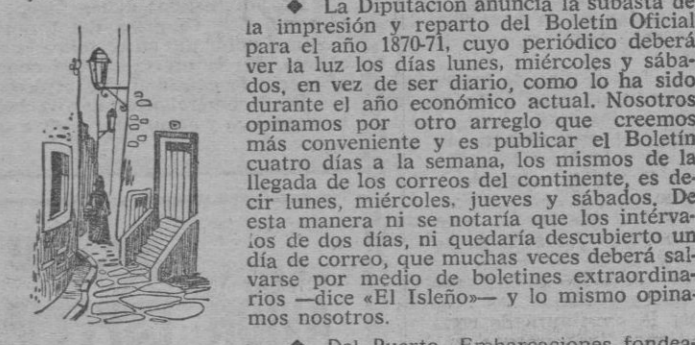 ◆ La Diputación anuncia la subasta de
la impresión y reparto del Boletín Oficial
para el año 1870-71, cuyo periódico deberá
ver la luz los días lunes, miércoles y sába-
dos, en vez de ser diario, como lo ha sido
durante el año económico actual. Nosotros
opinamos por otro arreglo que creemos
más conveniente y es publicar el Boletín
cuatro días a la semana, los mismos de la
llegada de los correos del continente, es de-
cir lunes, miércoles, jueves y sábados. De
esta manera ni se notaría que los intérva-
los de dos días, ni quedaría descubierto un
día de correo, que muchas veces deberá sal-
varse por medio de boletines extraordina-
rios —dice «El Isleño»— y lo mismo opina-
mos nosotros.
◆ Del Puerto. Embarcaciones fondea-